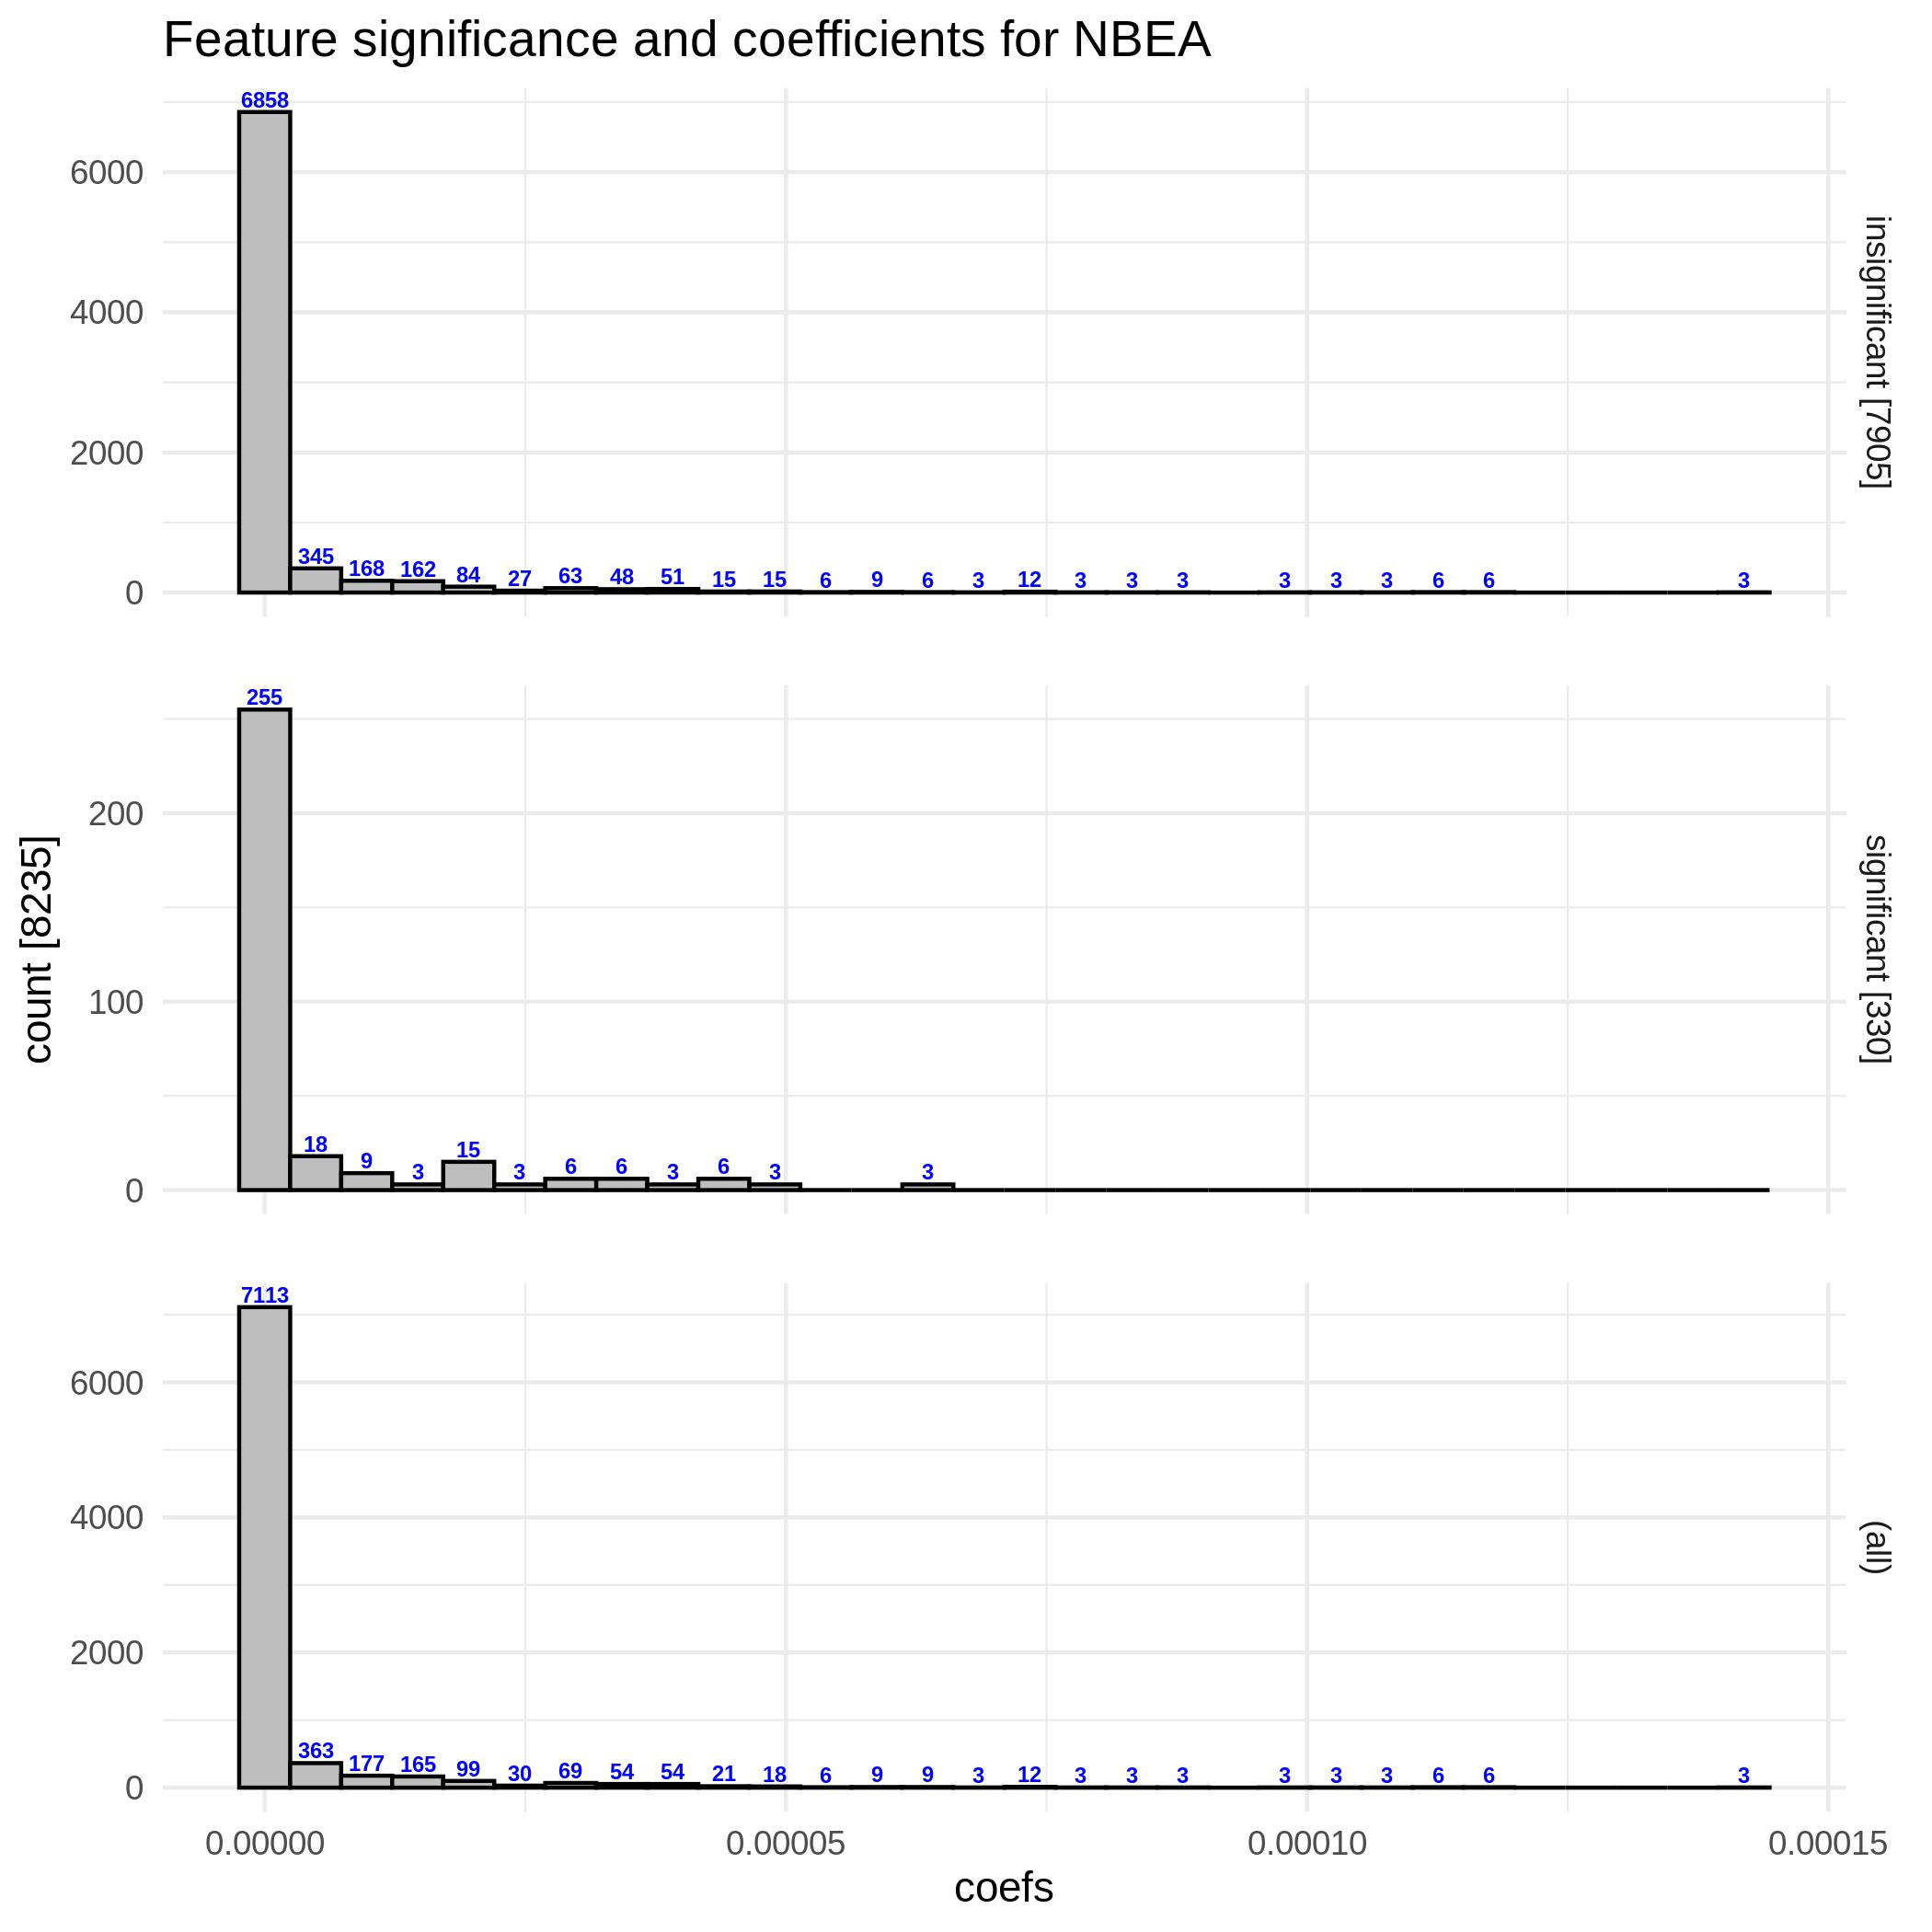 Feature significance and coefficients for NBEA
6858
6000
4000
2000
345 168 162 84 27 63 48 51 15 15 6 9 6 3 12 3 3 3 3 3 3 6 6 3
0
insignificant [7905]
255
200
100
18 9 3 15 3 6 6 3 6 3 3
0
significant [330]
count [8235]
7113
6000
4000
2000
363 177 165 99 30 69 54 54 21 18 6 9 9 3 12 3 3 3 3 3 3 6 6 3
0
(all)
0.00000 0.00005 0.00010 0.00015
coefs